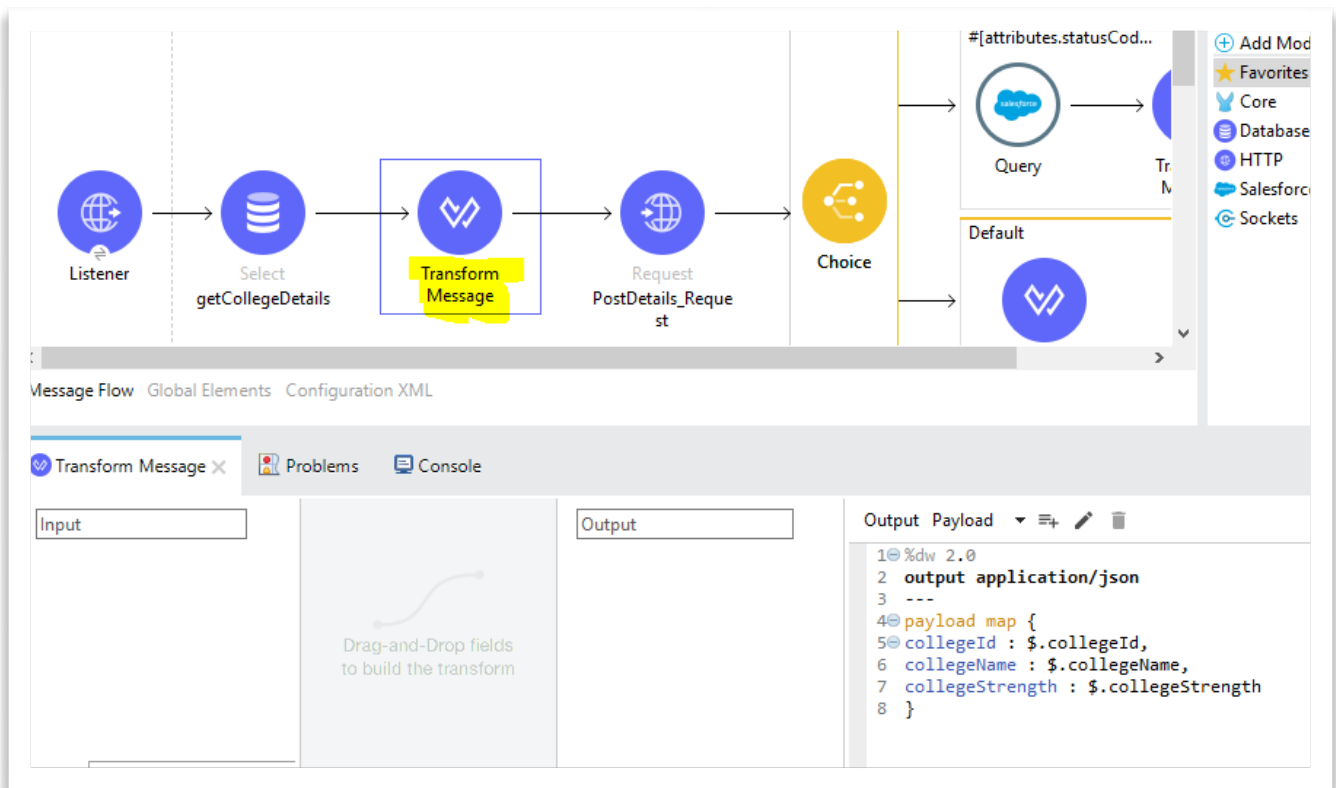 #[attributes.statusCod...
Add Mod
Favorites
Core
Database
HTTP
Salesforc
Sockets
salesforce
Query
Tr
M
Listener
Select
getCollegeDetails
Transform
Message
Request
PostDetails_Reque
st
Choice
Default
Message Flow Global Elements Configuration XML
Transform Message Problems Console
Input
Output
Output Payload
Drag-and-Drop fields
to build the transform
1 %dw 2.0
2 output application/json
3 ---
4 payload map {
5 collegeId : $.collegeId,
6 collegeName : $.collegeName,
7 collegeStrength : $.collegeStrength
8 }